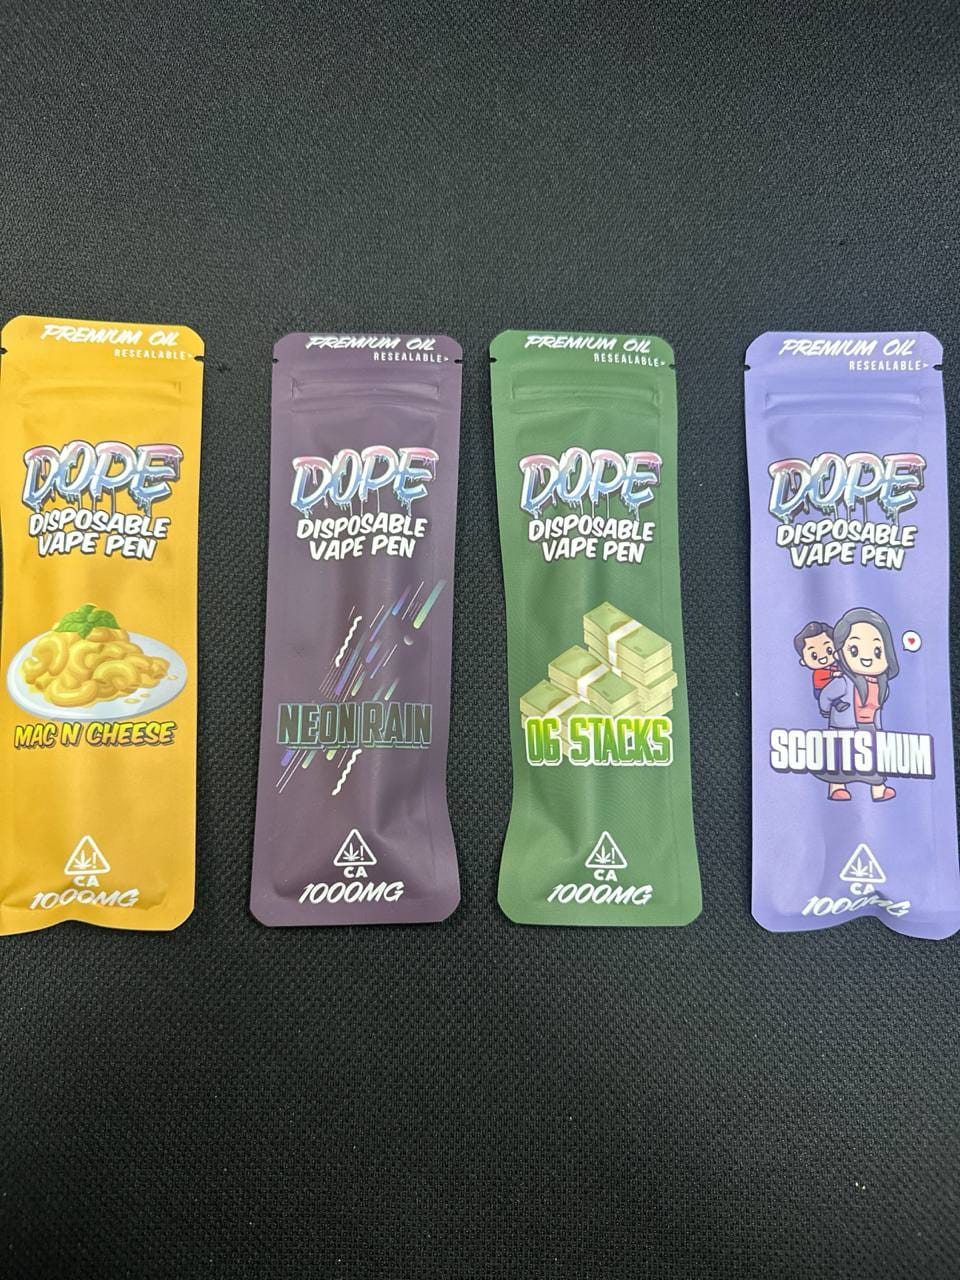 PREMIUM OIL
RESEALABLE
DOPE
DISPOSABLE
VAPE PEN
MAC N CHEESE
CA
1000MG
PREMIUM OIL
RESEALABLE
DOPE
DISPOSABLE
VAPE PEN
NEON RAIN
CA
1000MG
PREMIUM OIL
RESEALABLE
DOPE
DISPOSABLE
VAPE PEN
OG STACKS
CA
1000MG
PREMIUM OIL
RESEALABLE
DOPE
DISPOSABLE
VAPE PEN
SCOTTS MUM
CA
1000MG